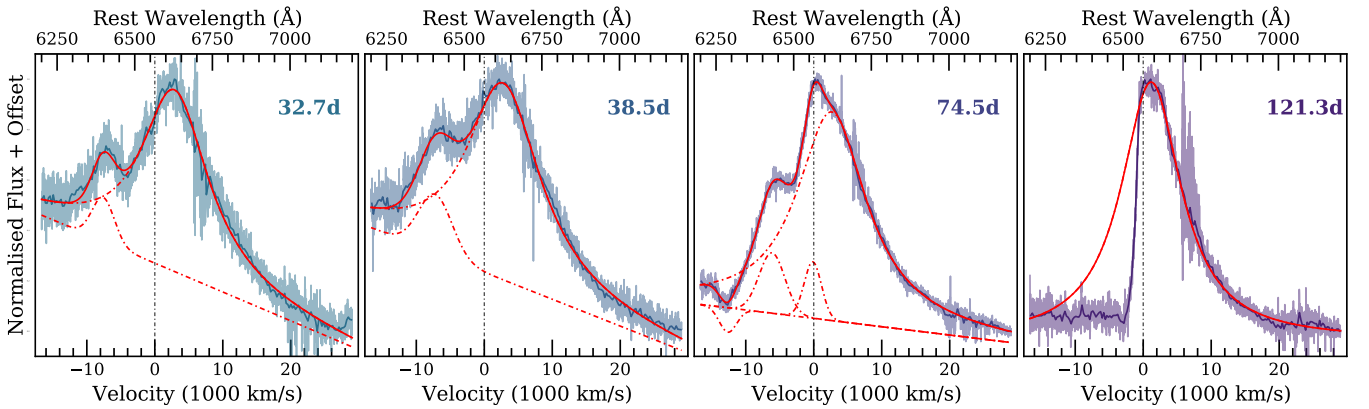 Rest Wavelength (Å) Rest Wavelength (Å) Rest Wavelength (Å) Rest Wavelength (Å)
6250 6500 6750 7000 6250 6500 6750 7000 6250 6500 6750 7000 6250 6500 6750 7000
Normalised Flux + Offset
32.7d 38.5d 74.5d 121.3d
−10 0 10 20 −10 0 10 20 −10 0 10 20 −10 0 10 20
Velocity (1000 km/s) Velocity (1000 km/s) Velocity (1000 km/s) Velocity (1000 km/s)